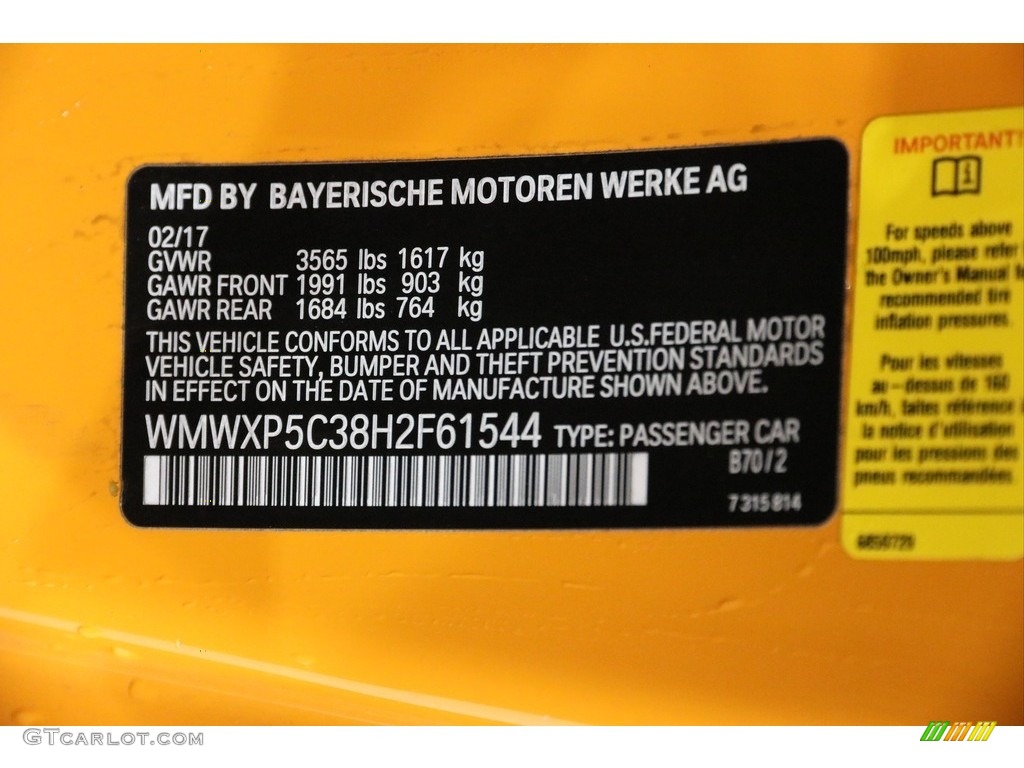 MFD BY BAYERISCHE MOTOREN WERKE AG
02/17
GVWR 3565 lbs 1617 kg
GAWR FRONT 1991 lbs 903 kg
GAWR REAR 1684 lbs 764 kg
THIS VEHICLE CONFORMS TO ALL APPLICABLE U.S.FEDERAL MOTOR
VEHICLE SAFETY, BUMPER AND THEFT PREVENTION STANDARDS
IN EFFECT ON THE DATE OF MANUFACTURE SHOWN ABOVE.
WMWXP5C38H2F61544 TYPE: PASSENGER CAR
B70/2
7315814
IMPORTANT!
For speeds above
100mph, please refer
the Owner's Manual
recommended tire
inflation pressures.
Pour les vitesses
au-dessus de 160
km/h, faites référence
la notice d'utilisation
pour les pressions des
pneus recommandées.
GTCARLOT.COM